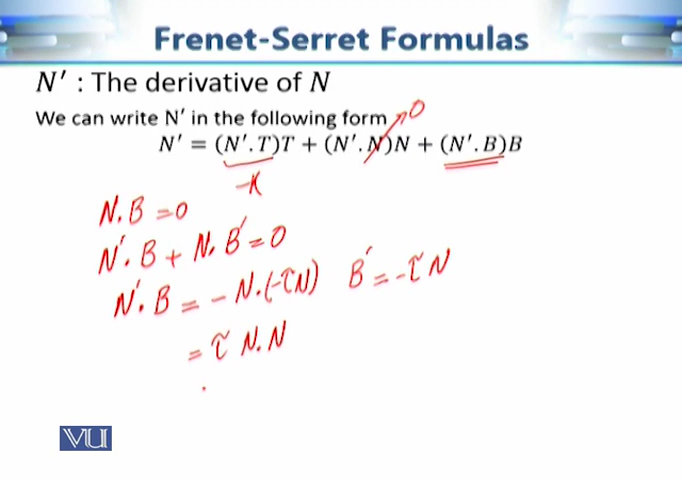 Frenet-Serret Formulas
N′ : The derivative of N
We can write N′ in the following form
0
N′ = (N′.T)T + (N′.N)N + (N′.B)B
-κ
N.B = 0
N′.B + N.B′ = 0
N′.B = - N.(-τN) B′ = -τN
= τ N.N
VU